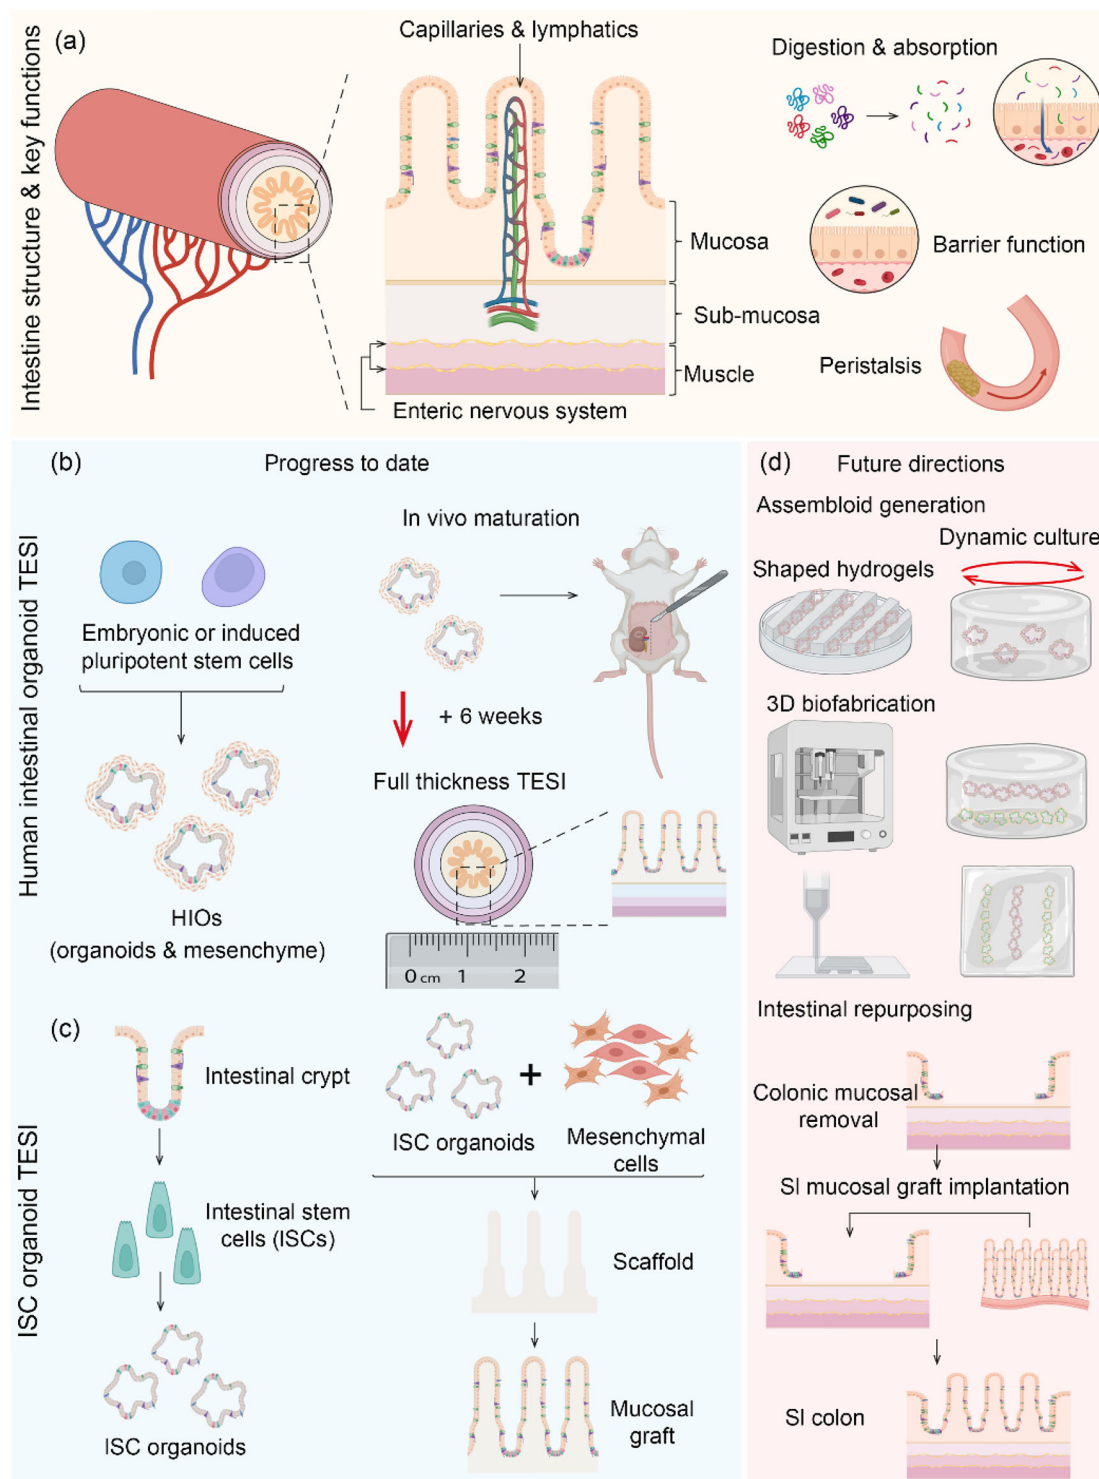 Intestine structure & key functions
(a)
Capillaries & lymphatics
Mucosa
Sub-mucosa
Muscle
Enteric nervous system
Digestion & absorption
Barrier function
Peristalsis
(b)
Progress to date
Human intestinal organoid TESI
Embryonic or induced
pluripotent stem cells
HIOs
(organoids & mesenchyme)
In vivo maturation
+ 6 weeks
Full thickness TESI
0 cm 1 2
(c)
ISC organoid TESI
Intestinal crypt
Intestinal stem
cells (ISCs)
ISC organoids
ISC organoids
+
Mesenchymal
cells
Scaffold
Mucosal
graft
(d)
Future directions
Assembloid generation
Dynamic culture
Shaped hydrogels
3D biofabrication
Intestinal repurposing
Colonic mucosal
removal
SI mucosal graft implantation
SI colon